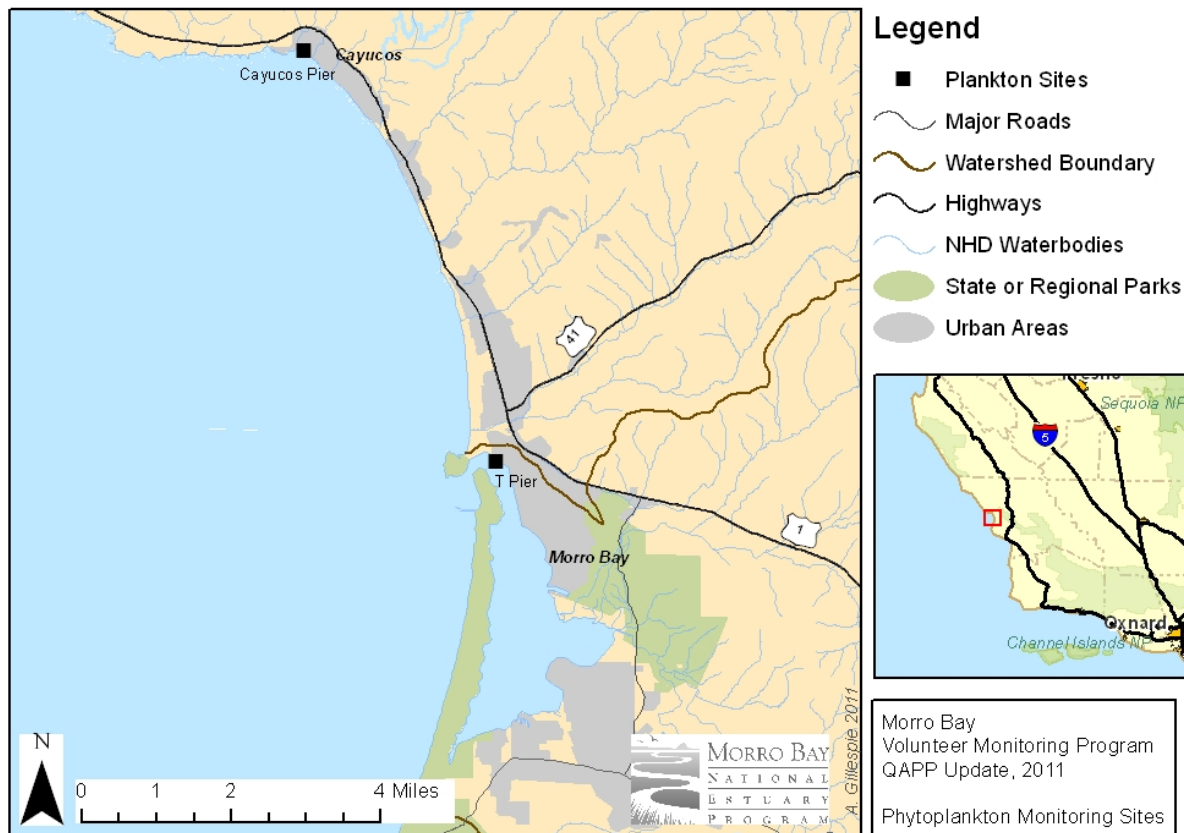 Cayucos
Cayucos Pier
41
T Pier
1
Morro Bay
N
0 2 4 Miles
MORRO BAY
NATIONAL
ESTUARY
PROGRAM
A. Gillespie 2011
Legend
Plankton Sites
Major Roads
Watershed Boundary
Highways
NHD Waterbodies
State or Regional Parks
Urban Areas
Sequoia NP
5
Oxnard
Channel Islands NP
Morro Bay
Volunteer Monitoring Program
QAPP Update, 2011
Phytoplankton Monitoring Sites